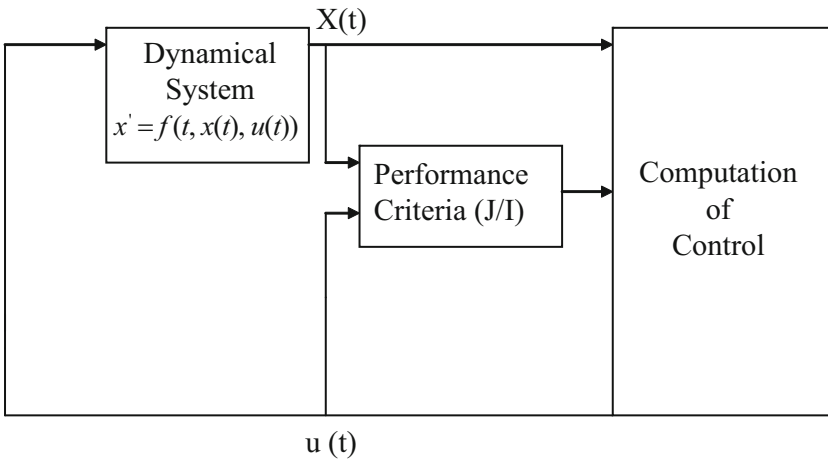 X(t)
Dynamical
System
x' = f(t, x(t), u(t))
Performance
Criteria (J/I)
Computation
of
Control
u (t)